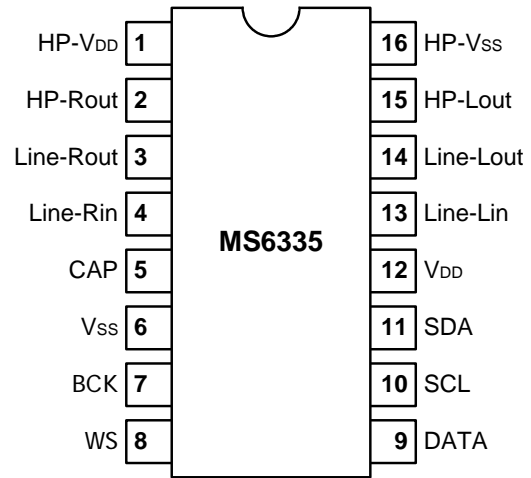 HP-VDD 1 16 HP-VSS
HP-Rout 2 15 HP-Lout
Line-Rout 3 14 Line-Lout
Line-Rin 4 13 Line-Lin
MS6335
CAP 5 12 VDD
VSS 6 11 SDA
BCK 7 10 SCL
WS 8 9 DATA